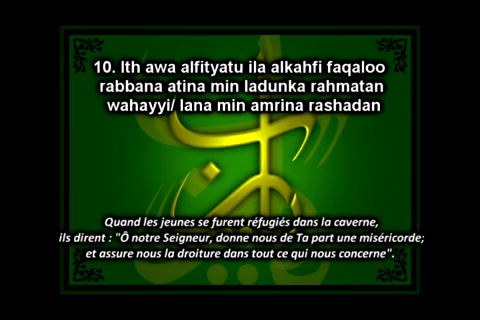 10. Ith awa alfityatu ila alkahfi faqaloo
rabbana atina min ladunka rahmatan
wahayyi/ lana min amrina rashadan
Quand les jeunes se furent réfugiés dans la caverne,
ils dirent : "Ô notre Seigneur, donne nous de Ta part une miséricorde;
et assure nous la droiture dans tout ce qui nous concerne".